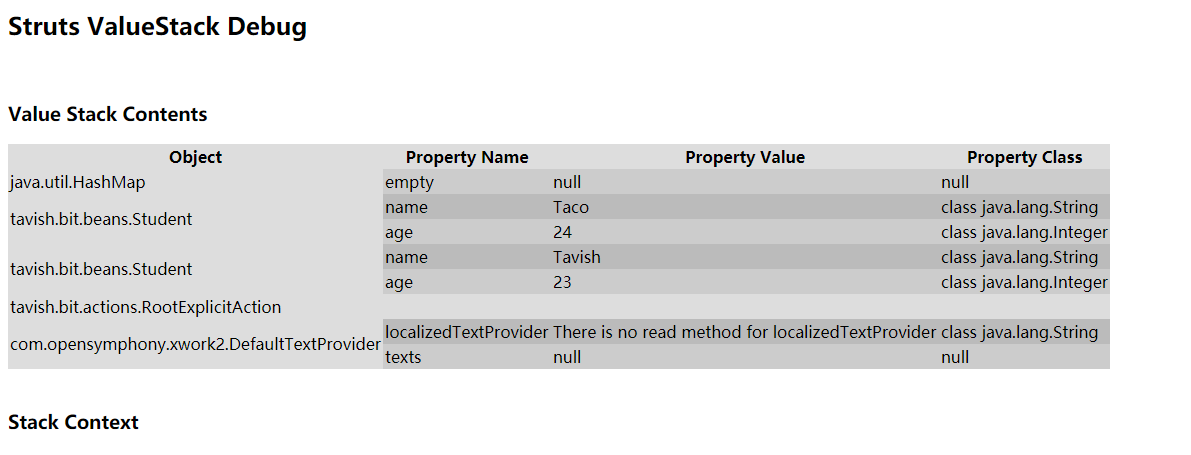 Struts ValueStack Debug
Value Stack Contents
Object Property Name Property Value Property Class
java.util.HashMap empty null null
tavish.bit.beans.Student name Taco class java.lang.String
age 24 class java.lang.Integer
tavish.bit.beans.Student name Tavish class java.lang.String
age 23 class java.lang.Integer
tavish.bit.actions.RootExplicitAction
com.opensymphony.xwork2.DefaultTextProvider localizedTextProvider There is no read method for localizedTextProvider class java.lang.String
texts null null
Stack Context